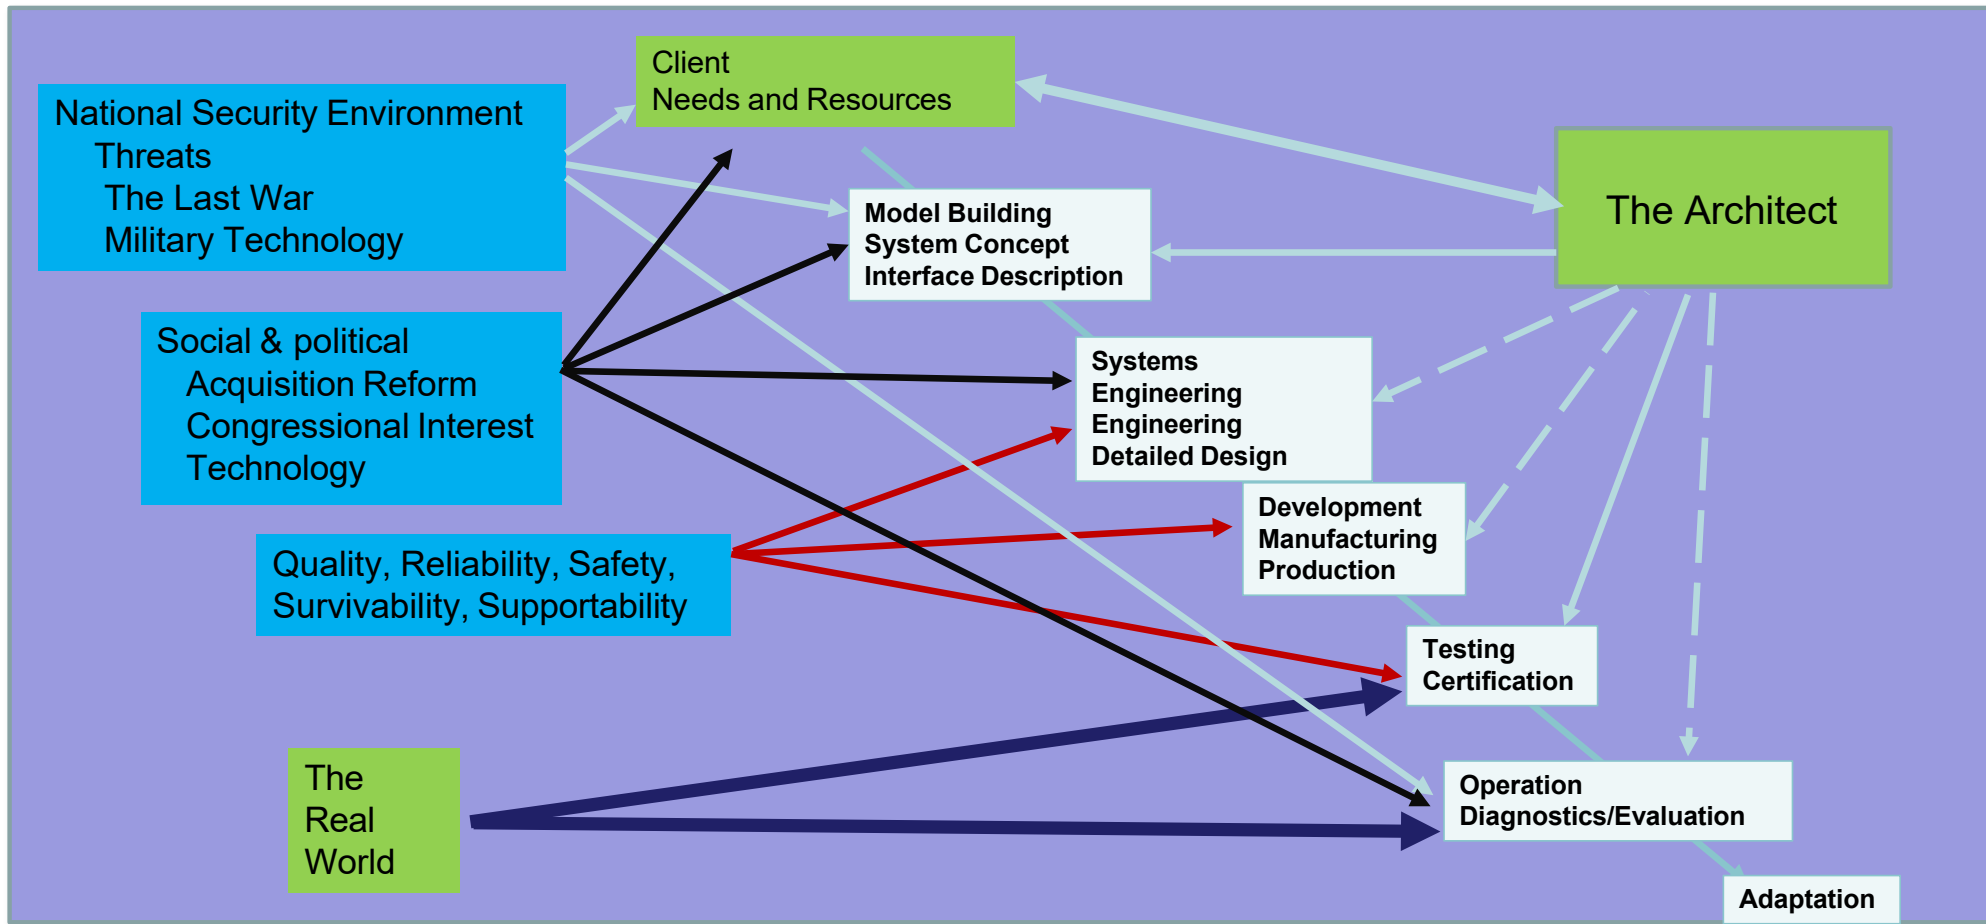 Client
Needs and Resources
National Security Environment
Threats
The Last War
Military Technology
The Architect
Model Building
System Concept
Interface Description
Social & political
Acquisition Reform
Congressional Interest
Technology
Systems
Engineering
Engineering
Detailed Design
Development
Manufacturing
Production
Quality, Reliability, Safety,
Survivability, Supportability
Testing
Certification
The
Real
World
Operation
Diagnostics/Evaluation
Adaptation